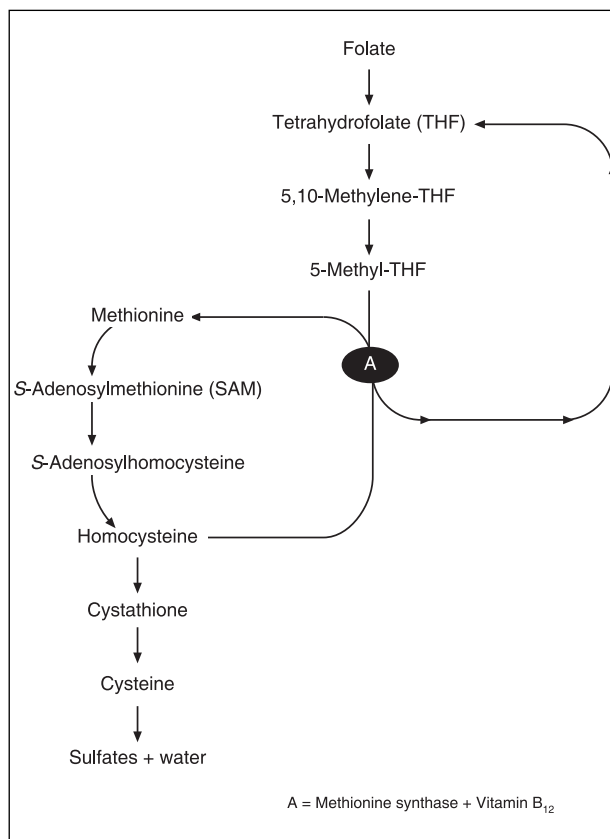 Folate
Tetrahydrofolate (THF)
5,10-Methylene-THF
5-Methyl-THF
Methionine
A
S-Adenosylmethionine (SAM)
S-Adenosylhomocysteine
Homocysteine
Cystathione
Cysteine
Sulfates + water
A = Methionine synthase + Vitamin B₁₂